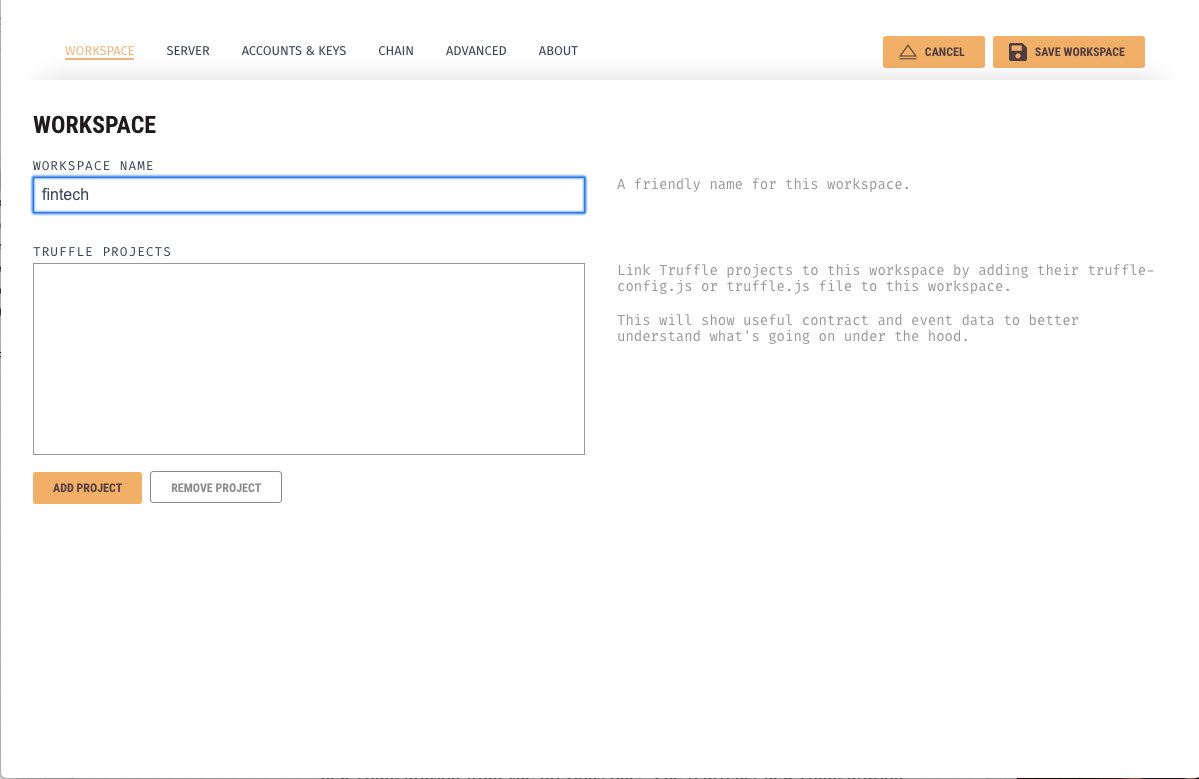 WORKSPACE SERVER ACCOUNTS & KEYS CHAIN ADVANCED ABOUT CANCEL SAVE WORKSPACE
WORKSPACE
WORKSPACE NAME
fintech
A friendly name for this workspace.
TRUFFLE PROJECTS
Link Truffle projects to this workspace by adding their truffle-
config.js or truffle.js file to this workspace.
This will show useful contract and event data to better
understand what's going on under the hood.
ADD PROJECT REMOVE PROJECT